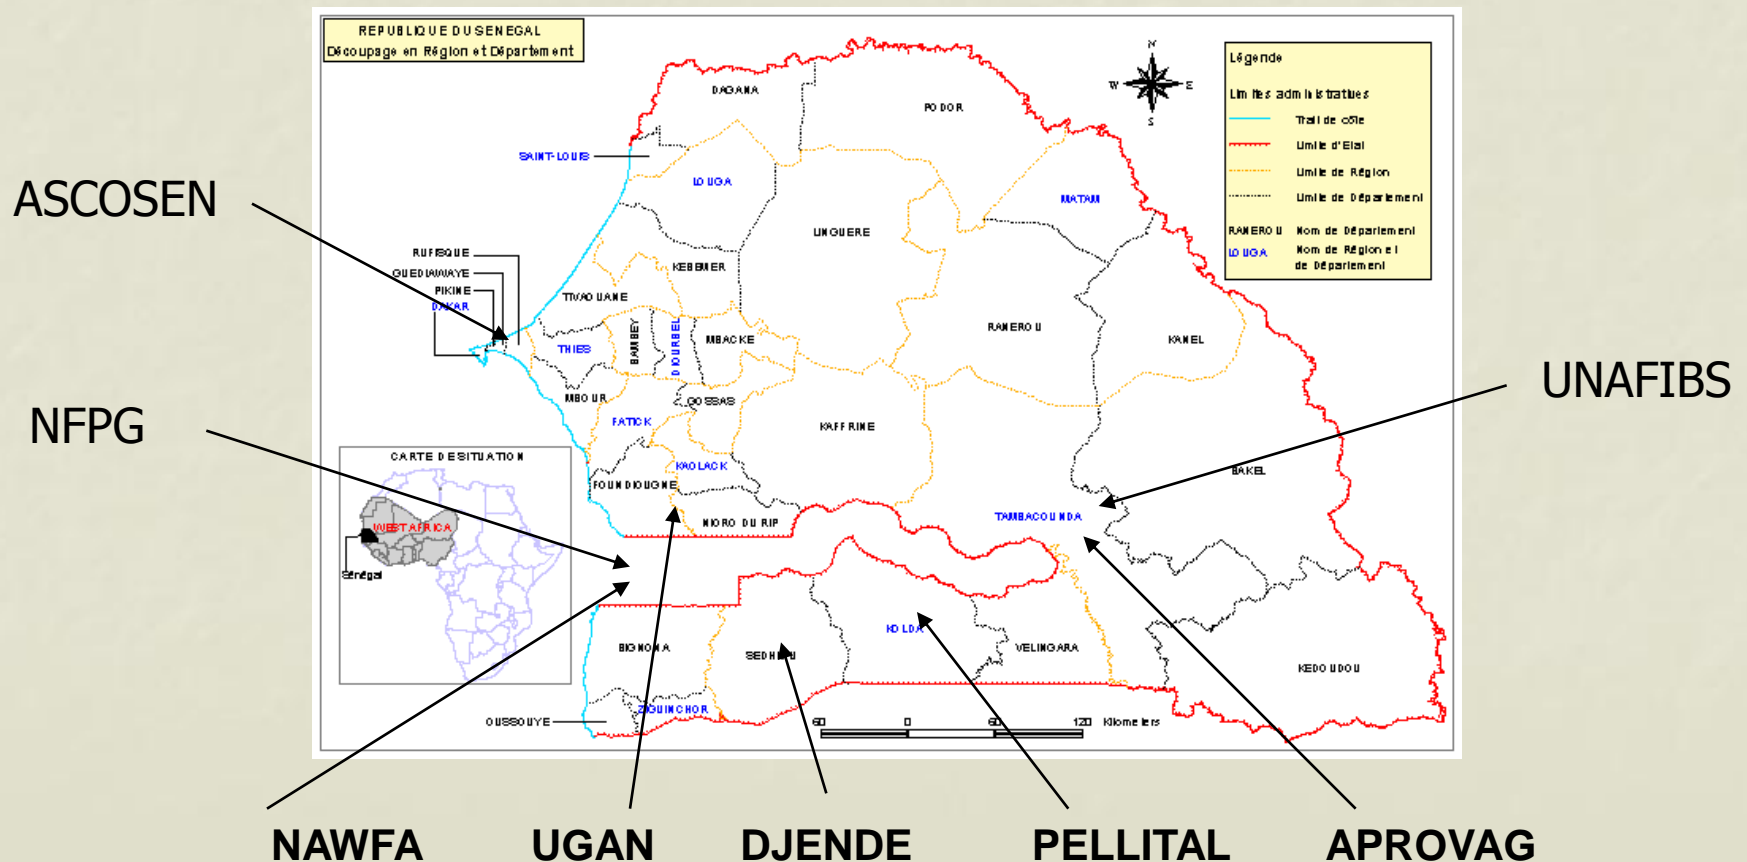 REPUBLIQUE DU SENEGAL
Découpage en Région et Département
N
W
E
S
Légende
Limites administratives
Trait de côte
Limite d'Etat
Limite de Région
Limite de Département
RANEROU Nom de Département
LOUGA Nom de Région et
de Département
DAGANA
PODOR
SAINT-LOUIS
LOUGA
MATAM
ASCOSEN
LINGUERE
RUFISQUE
GUEDIAWAYE
PIKINE
DAKAR
KEBEMER
TIVAOUANE
THIES
BAMBEY
DIOURBEL
MBACKE
RANEROU
KANEL
UNAFIBS
MBOUR
GOSSAS
NFPG
FATICK
KAFFRINE
CARTE DE SITUATION
WEST AFRICA
Sénégal
KAOLACK
BAKEL
FOUNDIOUGNE
NIORO DU RIP
TAMBACOUNDA
KOLDA
BIGNONA
SEDHIOU
VELINGARA
KEDOUDOU
OUSSOUYE
ZIGUINCHOR
60 0 60 120 Kilometers
NAWFA UGAN DJENDE PELLITAL APROVAG